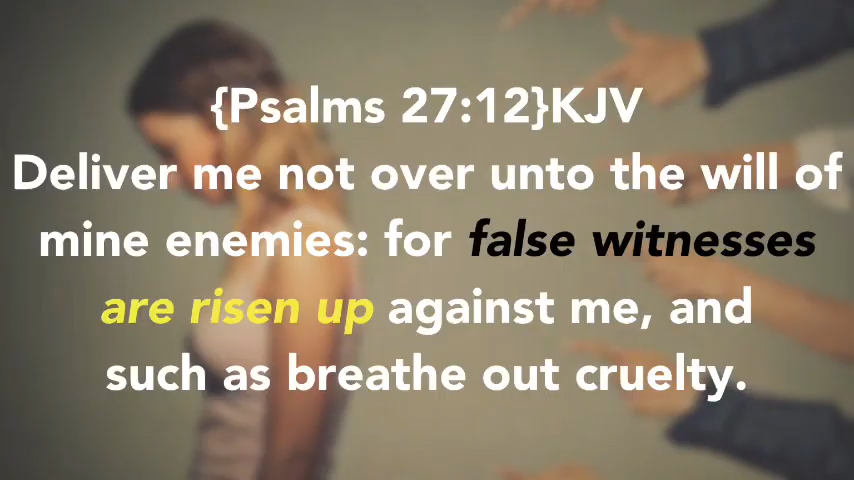 {Psalms 27:12}KJV
Deliver me not over unto the will of
mine enemies: for false witnesses
are risen up against me, and
such as breathe out cruelty.